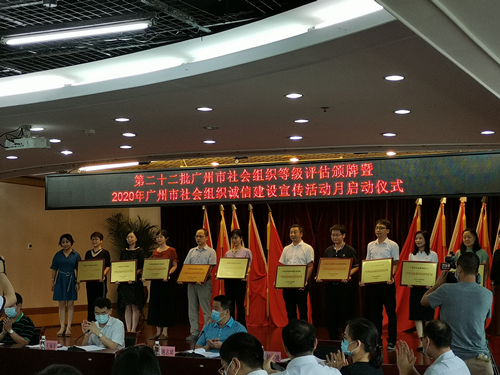 第二十二批广州市社会组织等级评估颁牌暨
2020年广州市社会组织诚信建设宣传活动月启动仪式